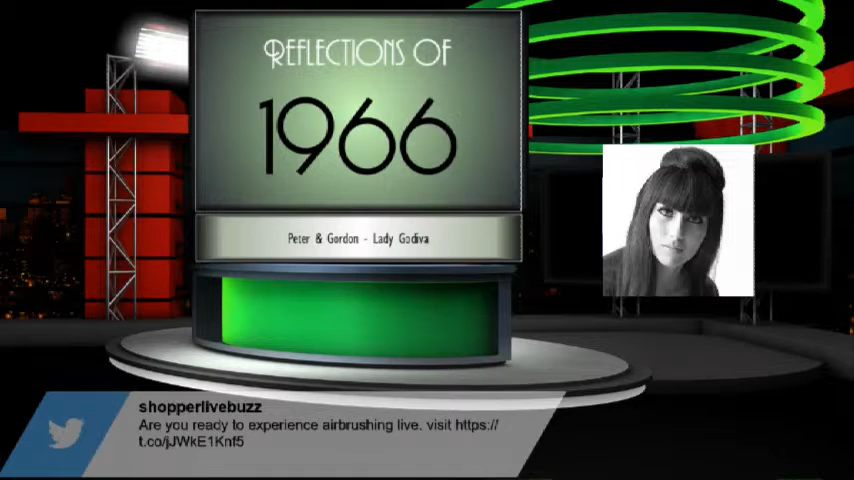 REFLECTIONS OF
1966
Peter & Gordon - Lady Godiva
shopperlivebuzz
Are you ready to experience airbrushing live. visit https://
t.co/jJWkE1Knf5